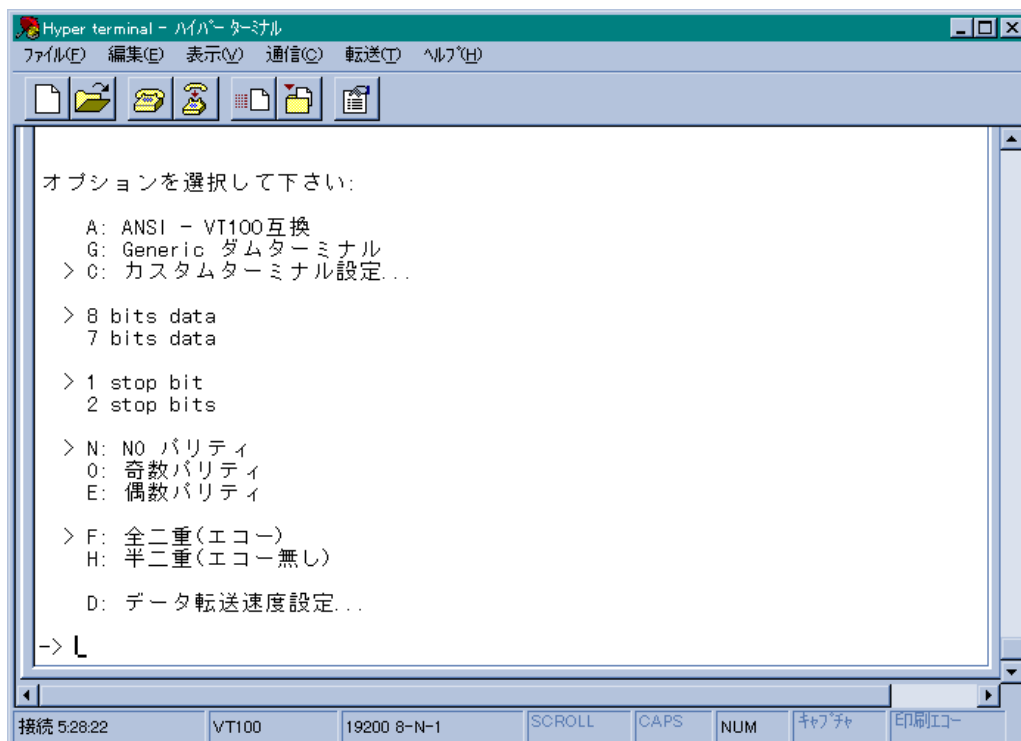 Hyper terminal - ﾊｲﾊﾟｰ ﾀｰﾐﾅﾙ
ﾌｧｲﾙ(F) 編集(E) 表示(V) 通信(C) 転送(T) ﾍﾙﾌﾟ(H)
オプションを選択して下さい:
A: ANSI - VT100互換
G: Generic ダムターミナル
> C: カスタムターミナル設定...
> 8 bits data
7 bits data
> 1 stop bit
2 stop bits
> N: NO パリティ
O: 奇数パリティ
E: 偶数パリティ
> F: 全二重(エコー)
H: 半二重(エコー無し)
D: データ転送速度設定...
->
接続 5:28:22 VT100 19200 8-N-1 SCROLL CAPS NUM ｷｬﾌﾟﾁｬ 印刷ｴｺｰ